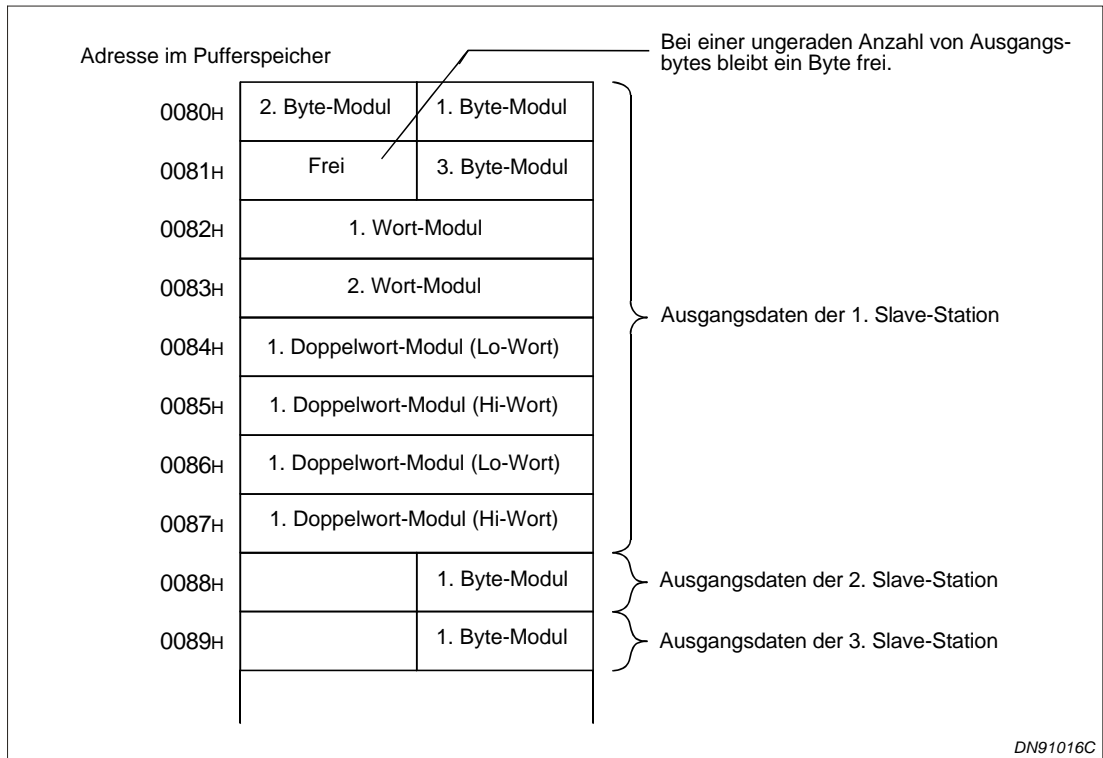 Adresse im Pufferspeicher
Bei einer ungeraden Anzahl von Ausgangs-
bytes bleibt ein Byte frei.
0080H 2. Byte-Modul 1. Byte-Modul
0081H Frei 3. Byte-Modul
0082H 1. Wort-Modul
0083H 2. Wort-Modul
Ausgangsdaten der 1. Slave-Station
0084H 1. Doppelwort-Modul (Lo-Wort)
0085H 1. Doppelwort-Modul (Hi-Wort)
0086H 1. Doppelwort-Modul (Lo-Wort)
0087H 1. Doppelwort-Modul (Hi-Wort)
0088H 1. Byte-Modul Ausgangsdaten der 2. Slave-Station
0089H 1. Byte-Modul Ausgangsdaten der 3. Slave-Station
DN91016C